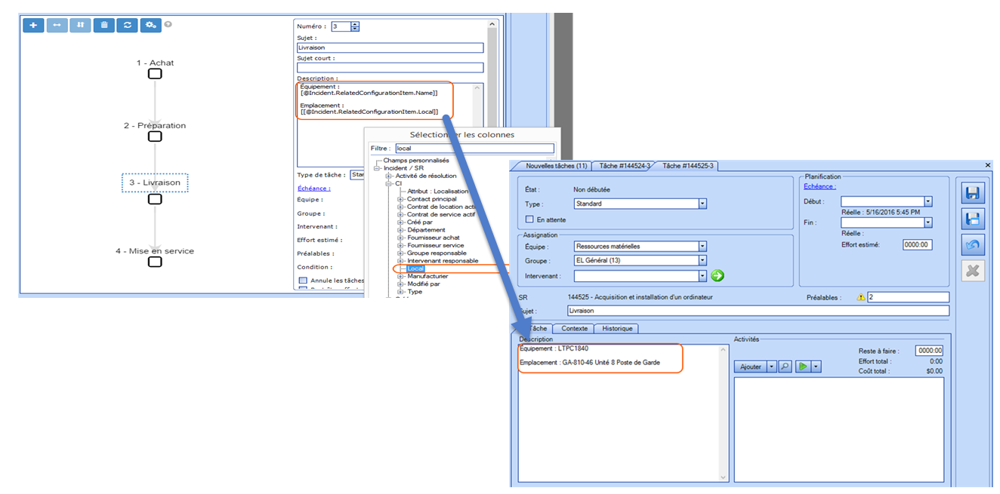 Numéro : 3
Sujet :
Livraison
Sujet court :
Description :
Équipement :
[@Incident.RelatedConfigurationItem.Name]]
Emplacement :
[[@Incident.RelatedConfigurationItem.Local]]
1 - Achat
2 - Préparation
3 - Livraison
4 - Mise en service
Type de tâche : Star
Échéance :
Équipe :
Groupe :
Intervenant :
Effort estimé :
Préalables :
Condition :
Annule les tâches
Sélectionner les colonnes
Filtre : local
Champs personnalisés
Incident / SR
Activité de résolution
CI
Attribut : Localisation
Contact principal
Contrat de location actif
Contrat de service actif
Créé par
Département
Fournisseur achat
Fournisseur service
Groupe responsable
Intervenant responsable
Local
Manufacturier
Modifié par
Type
Nouvelles tâches (11) Tâche #144524-3 Tâche #144525-3
État : Non débutée
Type : Standard
En attente
Planification
Echéance :
Début :
Réelle : 5/16/2016 5:45 PM
Fin :
Réelle :
Effort estimé: 0000:00
Assignation
Équipe : Ressources matérielles
Groupe : EL Général (13)
Intervenant :
SR 144525 - Acquisition et installation d'un ordinateur Préalables : 2
Sujet : Livraison
Tâche Contexte Historique
Description
Équipement : LTPC1840
Emplacement : GA-810-46 Unité 8 Poste de Garde
Activités
Reste à faire : 0000:00
Ajouter
Effort total : 0:00
Coût total : $0.00